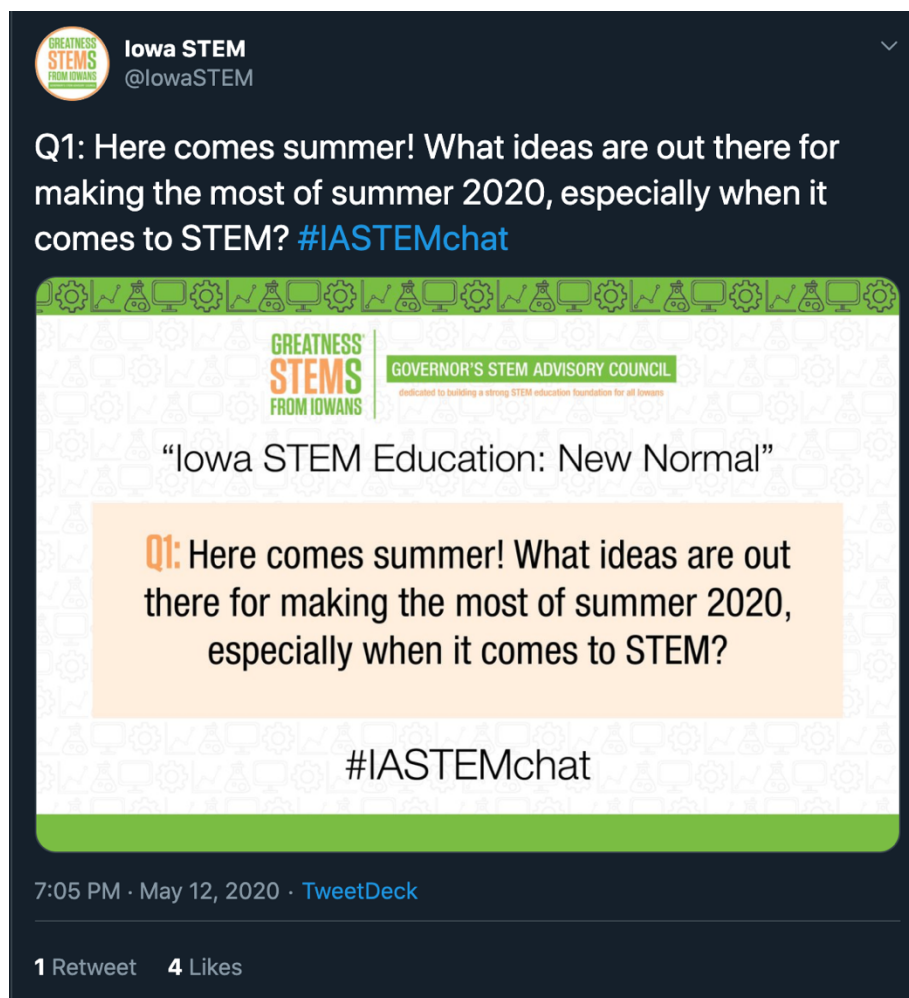 GREATNESS
STEMS
FROM IOWANS
Iowa STEM
@IowaSTEM
Q1: Here comes summer! What ideas are out there for
making the most of summer 2020, especially when it
comes to STEM? #IASTEMchat
GREATNESS
STEMS
FROM IOWANS
GOVERNOR'S STEM ADVISORY COUNCIL
dedicated to building a strong STEM education foundation for all Iowans
“Iowa STEM Education: New Normal”
Q1: Here comes summer! What ideas are out
there for making the most of summer 2020,
especially when it comes to STEM?
#IASTEMchat
7:05 PM · May 12, 2020 · TweetDeck
1 Retweet 4 Likes